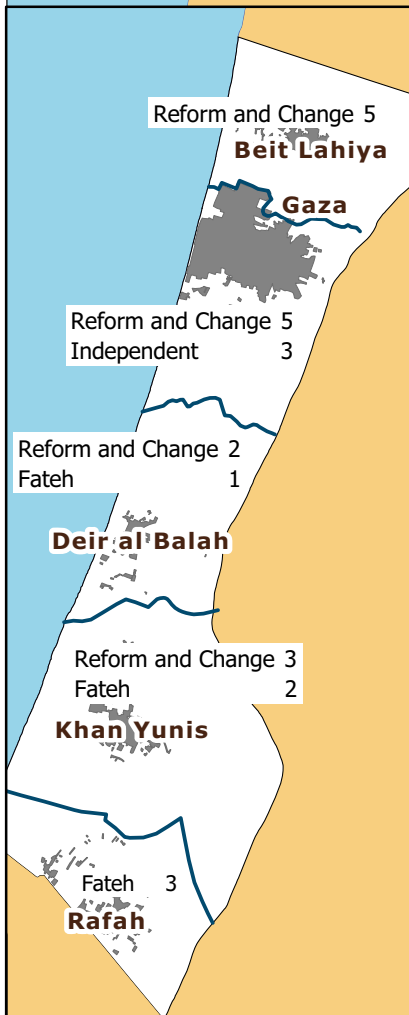 Reform and Change 5
Beit Lahiya
Gaza
Reform and Change 5
Independent 3
Reform and Change 2
Fateh 1
Deir al Balah
Reform and Change 3
Fateh 2
Khan Yunis
Fateh 3
Rafah